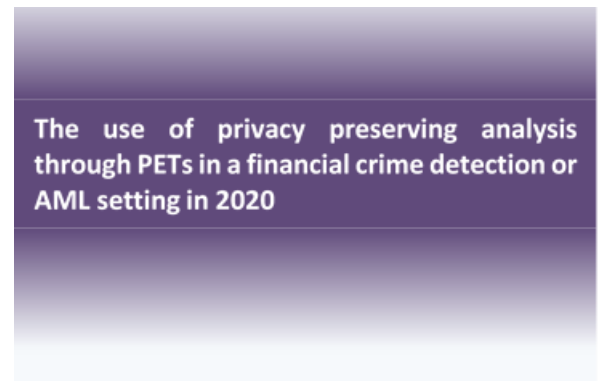 The use of privacy preserving analysis
through PETs in a financial crime detection or
AML setting in 2020